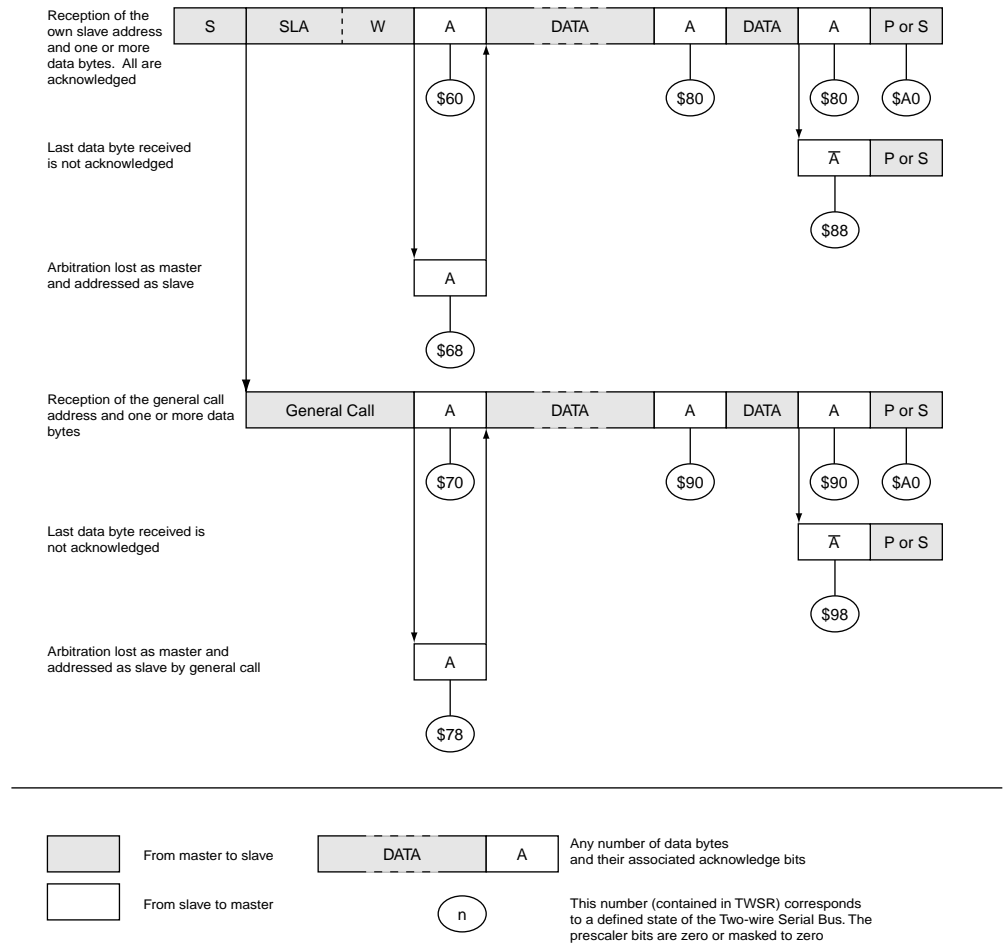 Reception of the
own slave address
and one or more
data bytes.  All are
acknowledged
S SLA W A DATA A DATA A P or S
$60 $80 $80 $A0
Last data byte received
is not acknowledged
A̅ P or S
$88
Arbitration lost as master
and addressed as slave
A
$68
Reception of the general call
address and one or more data
bytes
General Call A DATA A DATA A P or S
$70 $90 $90 $A0
Last data byte received is
not acknowledged
A̅ P or S
$98
Arbitration lost as master and
addressed as slave by general call
A
$78
From master to slave
DATA A
Any number of data bytes
and their associated acknowledge bits
From slave to master
n
This number (contained in TWSR) corresponds
to a defined state of the Two-wire Serial Bus. The
prescaler bits are zero or masked to zero